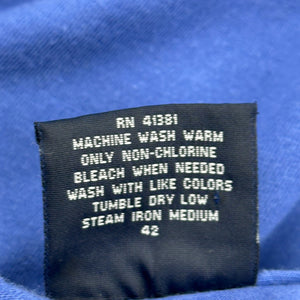 RN 41381
MACHINE WASH WARM
ONLY NON-CHLORINE
BLEACH WHEN NEEDED
WASH WITH LIKE COLORS
TUMBLE DRY LOW
STEAM IRON MEDIUM
42